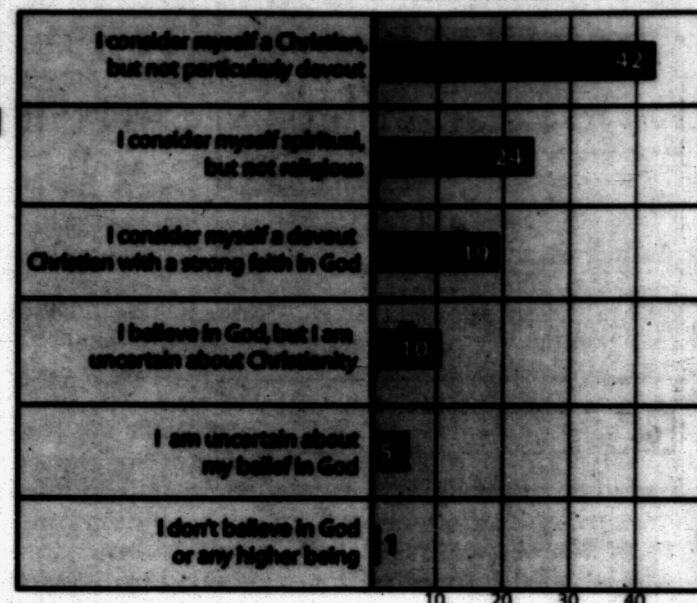 I consider myself a Christian,
but not particularly devout
42
I consider myself spiritual,
but not religious
24
I consider myself a devout
Christian with a strong faith in God
19
I believe in God, but I am
uncertain about Christianity
10
I am uncertain about
my belief in God
5
I don't believe in God
or any higher being
1
10 20 30 40